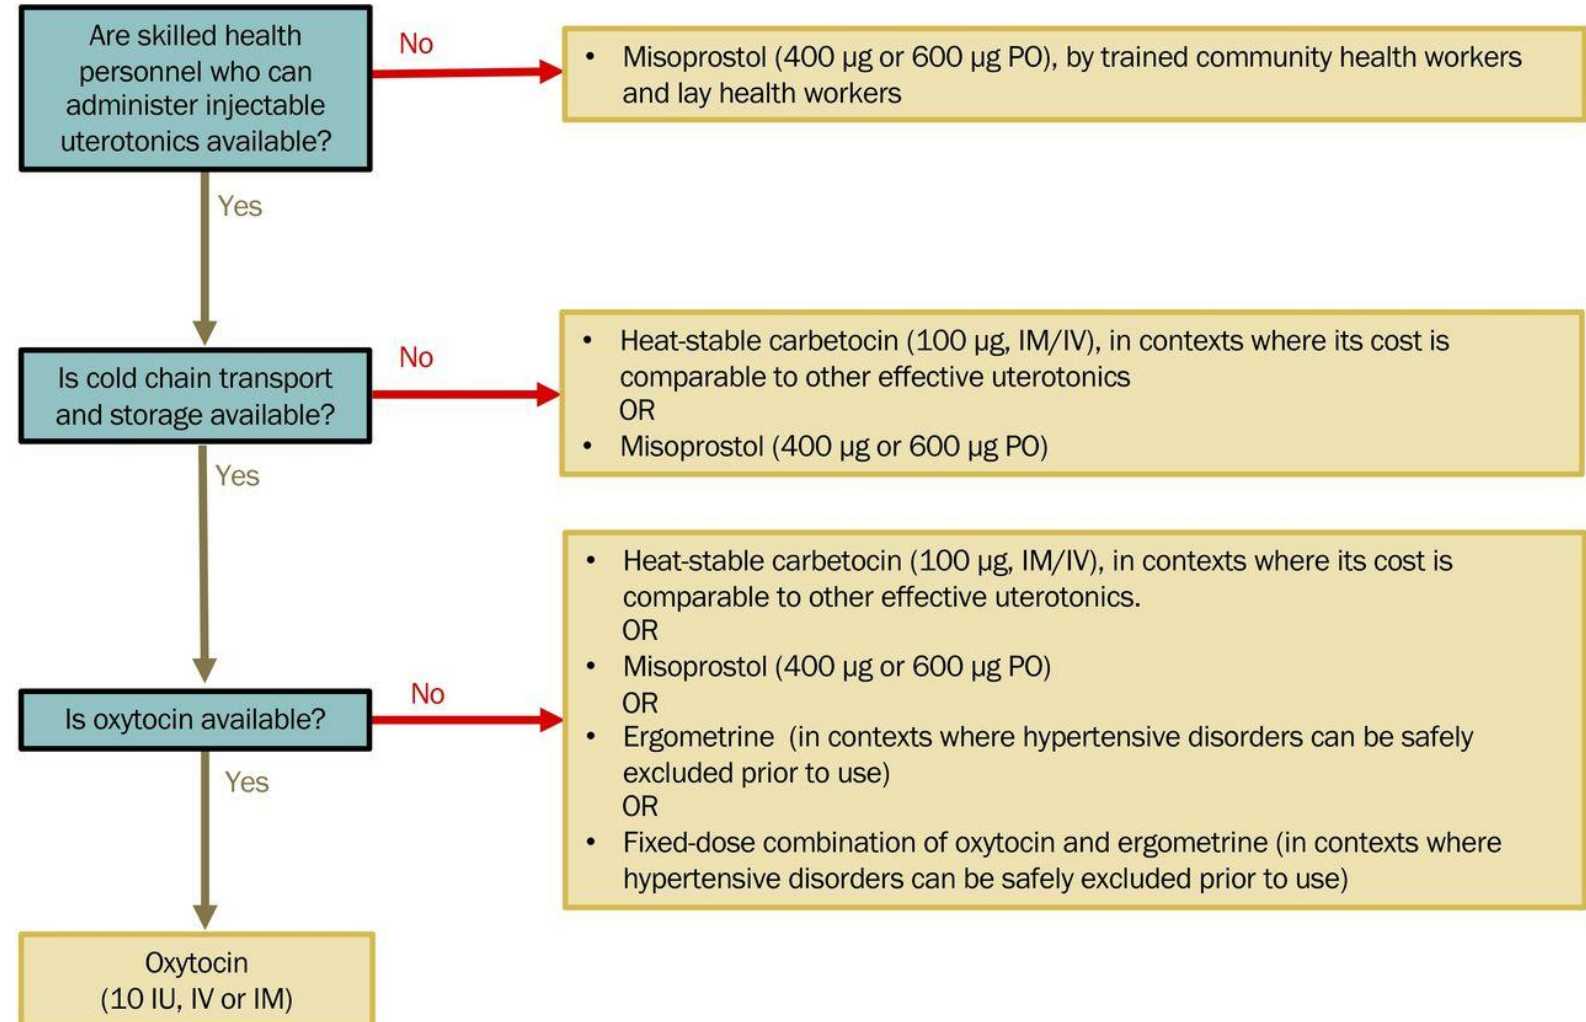 Are skilled health
personnel who can
administer injectable
uterotonics available?
No
• Misoprostol (400 µg or 600 µg PO), by trained community health workers
and lay health workers
Yes
Is cold chain transport
and storage available?
No
• Heat-stable carbetocin (100 µg, IM/IV), in contexts where its cost is
comparable to other effective uterotonics
OR
• Misoprostol (400 µg or 600 µg PO)
Yes
Is oxytocin available?
No
• Heat-stable carbetocin (100 µg, IM/IV), in contexts where its cost is
comparable to other effective uterotonics.
OR
• Misoprostol (400 µg or 600 µg PO)
OR
• Ergometrine (in contexts where hypertensive disorders can be safely
excluded prior to use)
OR
• Fixed-dose combination of oxytocin and ergometrine (in contexts where
hypertensive disorders can be safely excluded prior to use)
Yes
Oxytocin
(10 IU, IV or IM)